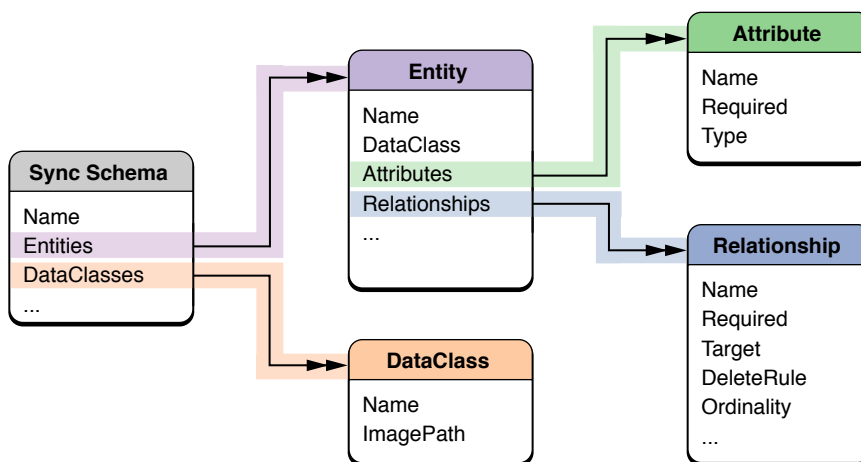 Sync Schema
Name
Entities
DataClasses
...
Entity
Name
DataClass
Attributes
Relationships
...
DataClass
Name
ImagePath
Attribute
Name
Required
Type
Relationship
Name
Required
Target
DeleteRule
Ordinality
...